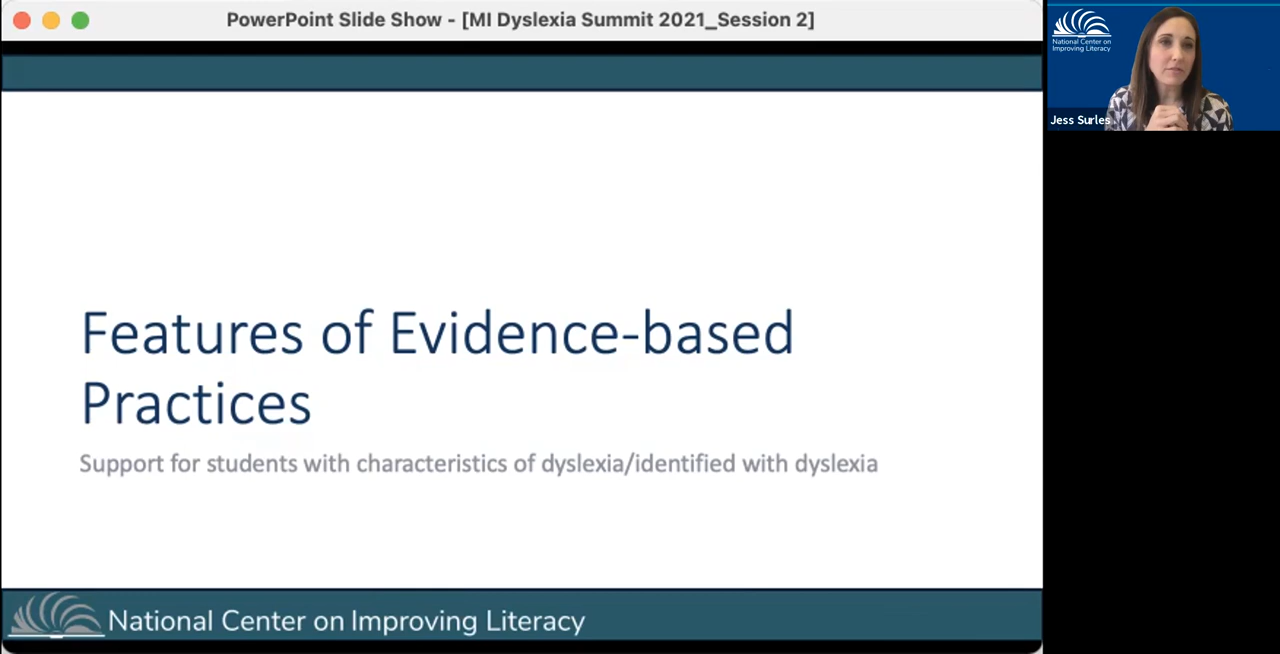 PowerPoint Slide Show - [MI Dyslexia Summit 2021_Session 2]
National Center on
Improving Literacy
Jess Surles
Features of Evidence-based
Practices
Support for students with characteristics of dyslexia/identified with dyslexia
National Center on Improving Literacy